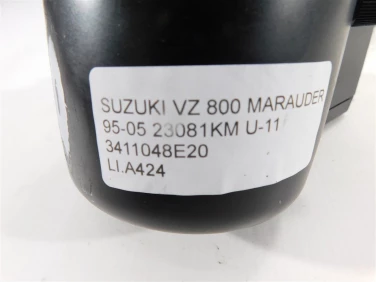 SUZUKI VZ 800 MARAUDER
95-05 23081KM U-11
3411048E20
LI.A424